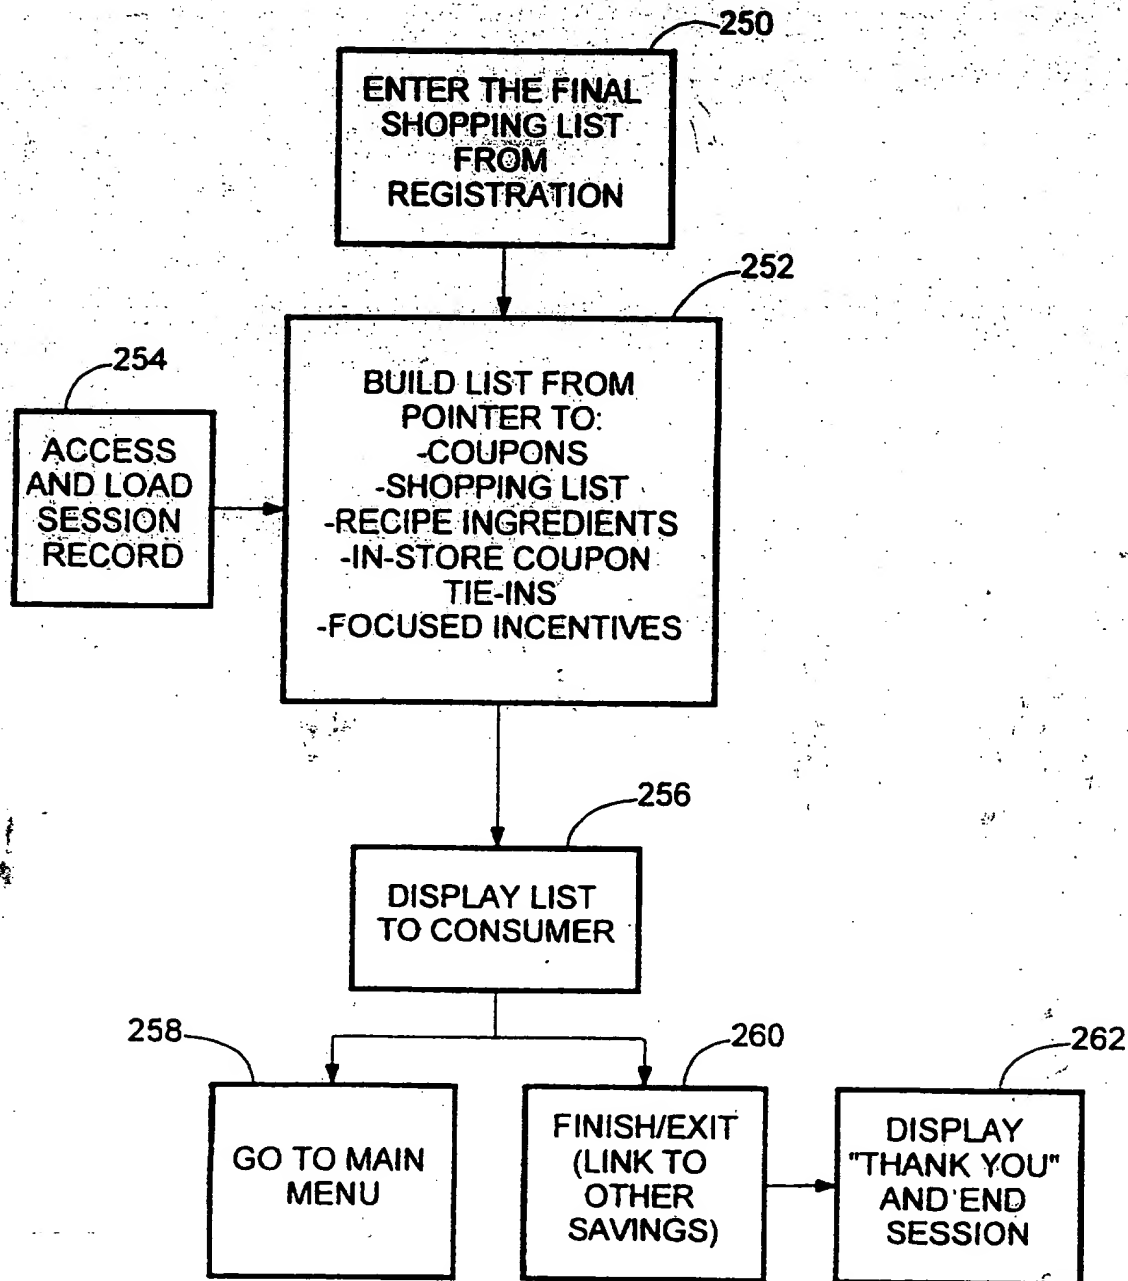 250
ENTER THE FINAL
SHOPPING LIST
FROM
REGISTRATION
252
BUILD LIST FROM
POINTER TO:
-COUPONS
-SHOPPING LIST
-RECIPE INGREDIENTS
-IN-STORE COUPON
TIE-INS
-FOCUSED INCENTIVES
254
ACCESS
AND LOAD
SESSION
RECORD
256
DISPLAY LIST
TO CONSUMER
258
GO TO MAIN
MENU
260
FINISH/EXIT
(LINK TO
OTHER
SAVINGS)
262
DISPLAY
"THANK YOU"
AND END
SESSION